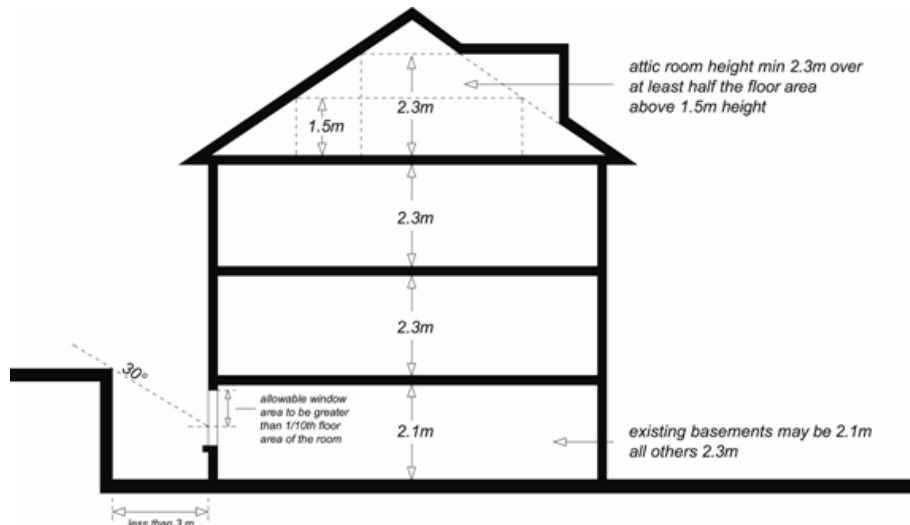 attic room height min 2.3m over
at least half the floor area
above 1.5m height
2.3m
1.5m
2.3m
2.3m
30°
allowable window
area to be greater
than 1/10th floor
area of the room
2.1m
existing basements may be 2.1m
all others 2.3m
less than 3 m